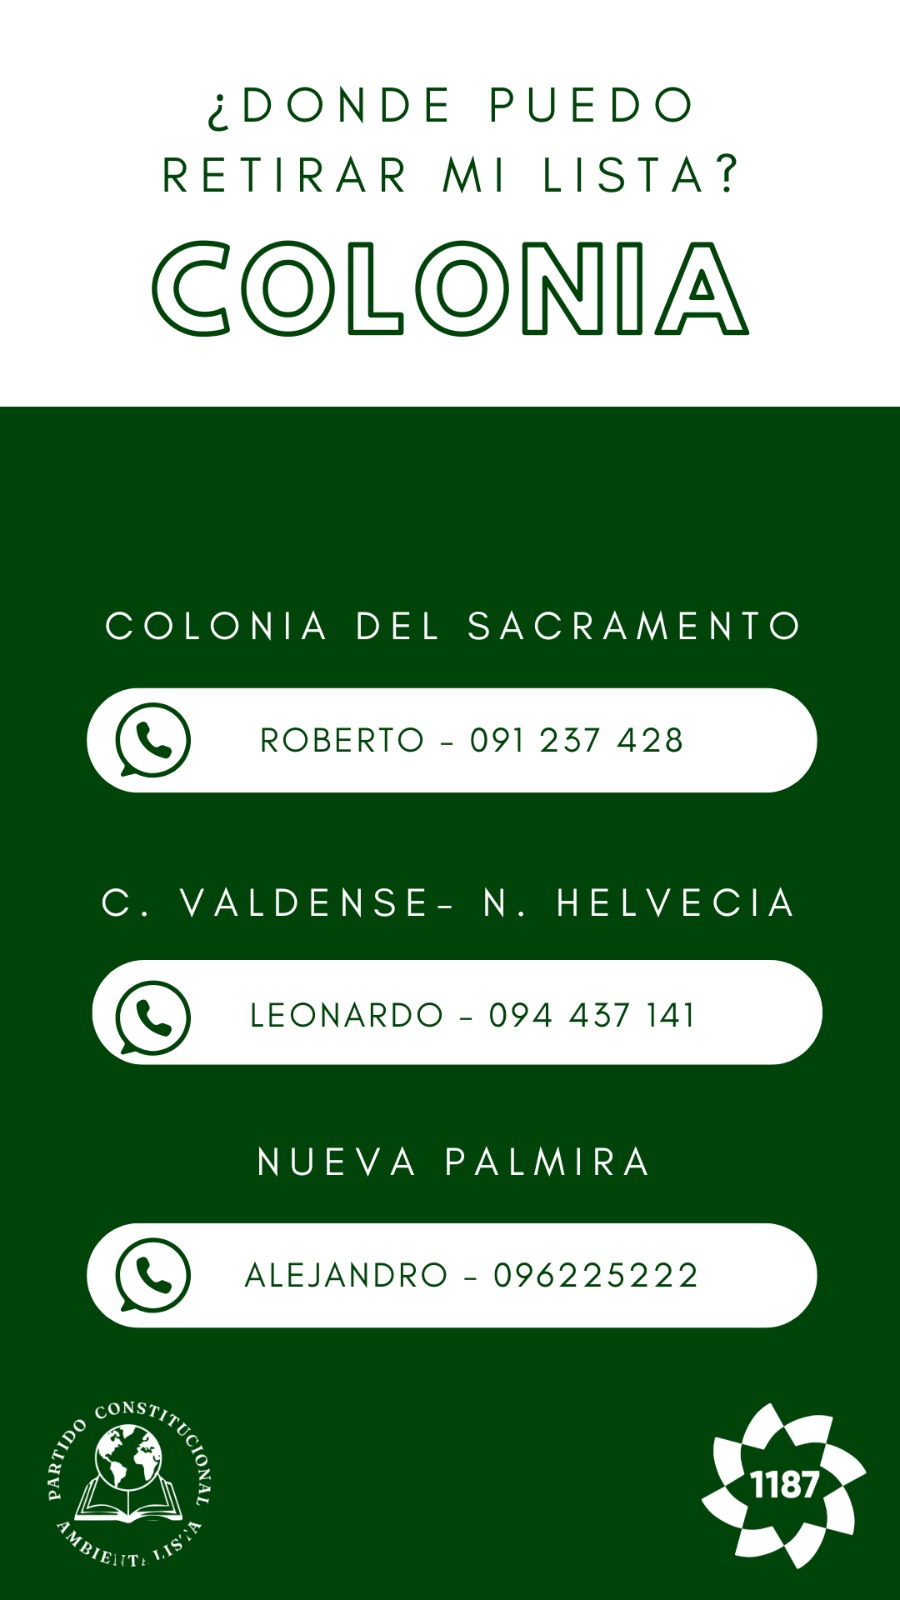 ¿DONDE PUEDO
RETIRAR MI LISTA?
COLONIA
COLONIA DEL SACRAMENTO
ROBERTO - 091 237 428
C. VALDENSE- N. HELVECIA
LEONARDO - 094 437 141
NUEVA PALMIRA
ALEJANDRO - 096225222
PARTIDO CONSTITUCIONAL
AMBIENTALISTA
1187